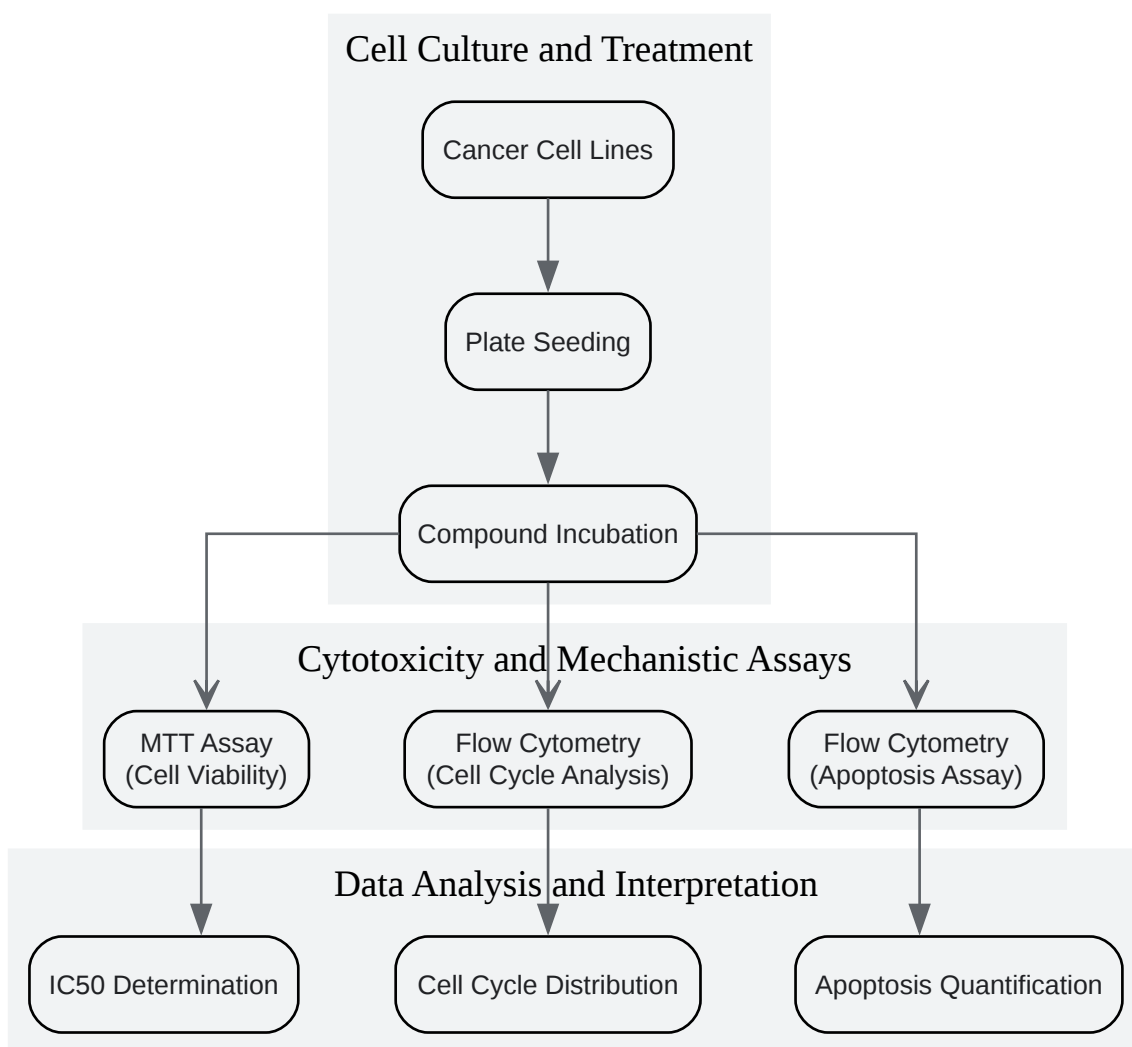 Cell Culture and Treatment
Cancer Cell Lines
Plate Seeding
Compound Incubation
Cytotoxicity and Mechanistic Assays
MTT Assay
(Cell Viability)
Flow Cytometry
(Cell Cycle Analysis)
Flow Cytometry
(Apoptosis Assay)
Data Analysis and Interpretation
IC50 Determination
Cell Cycle Distribution
Apoptosis Quantification